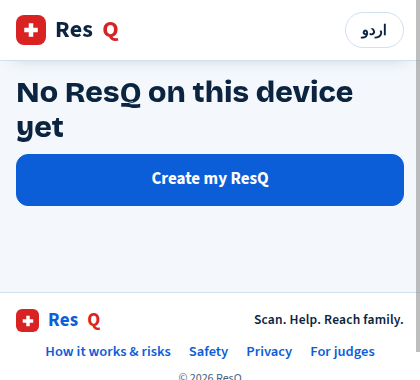 Res Q
اردو
No ResQ on this device
yet
Create my ResQ
Res Q
Scan. Help. Reach family.
How it works & risks Safety Privacy For judges
© 2026 ResQ